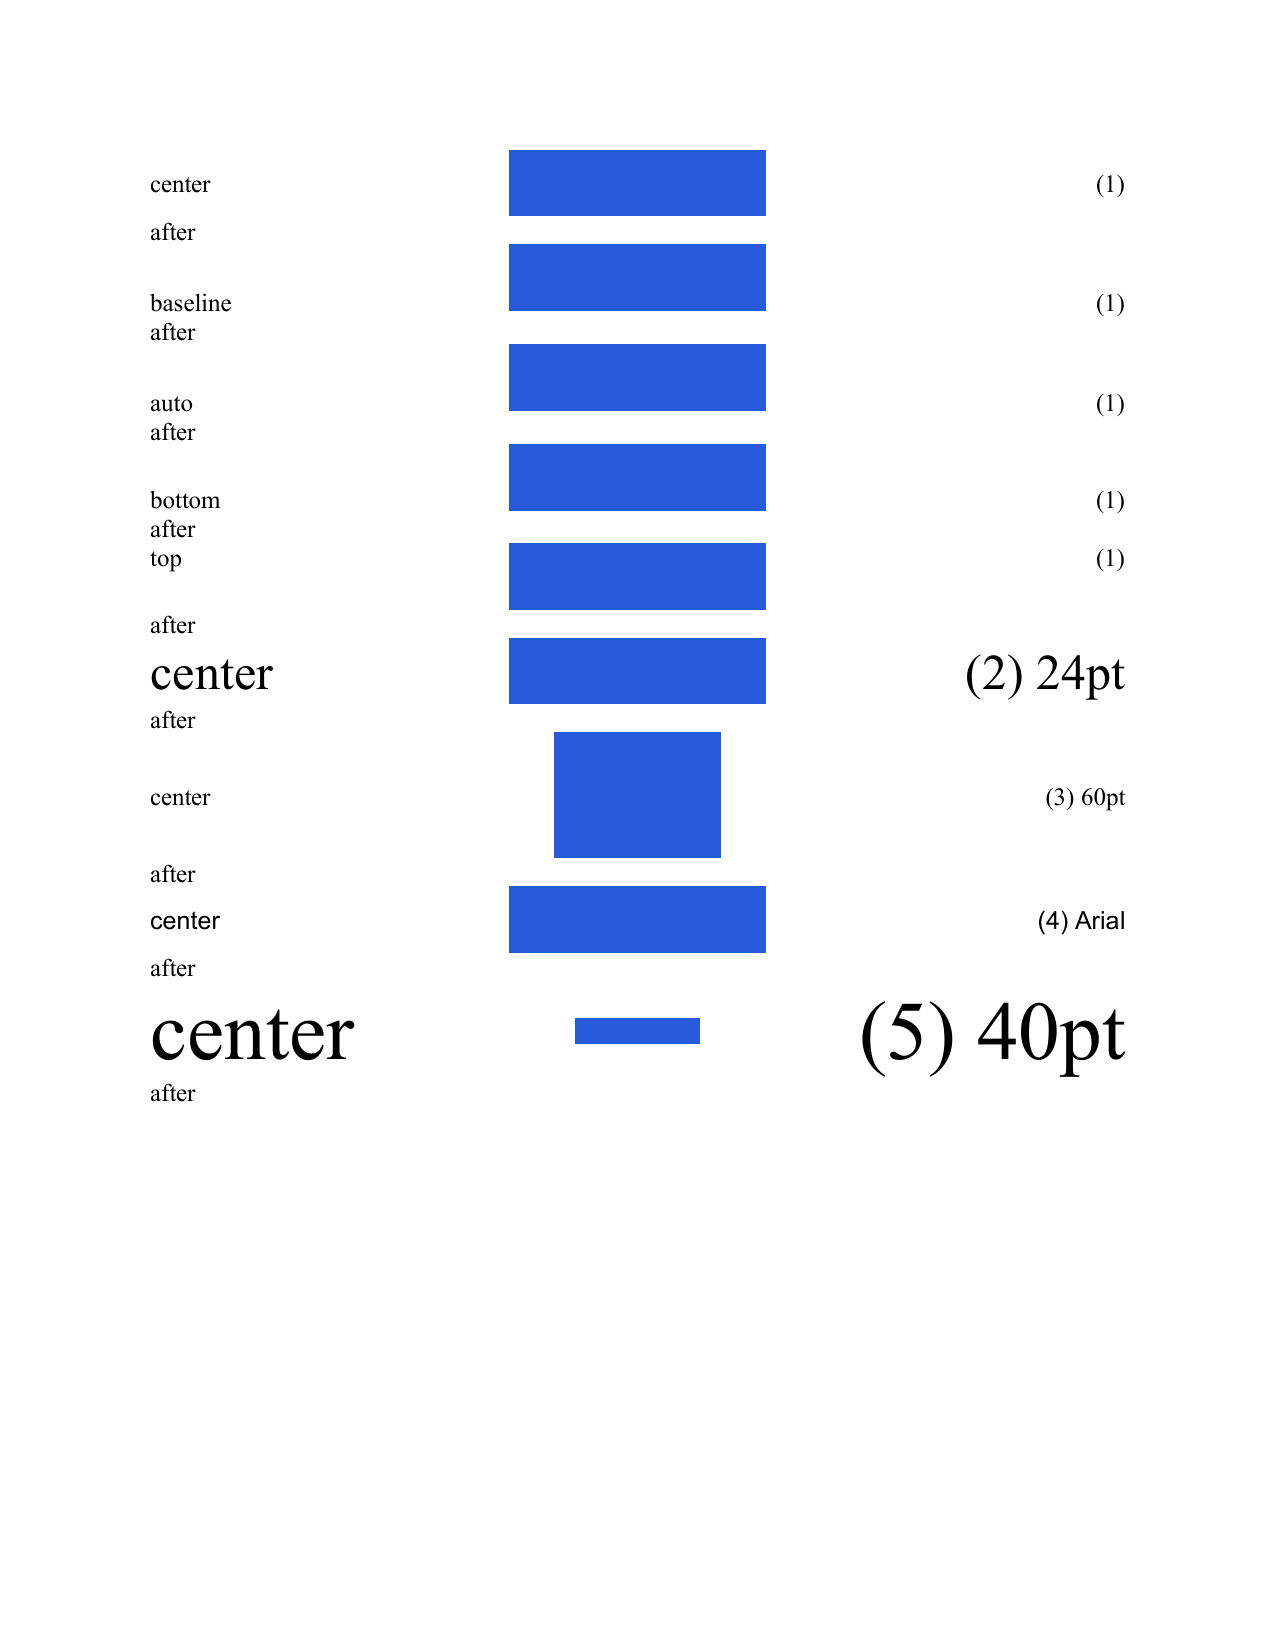 center (1)
after
baseline (1)
after
auto (1)
after
bottom (1)
after
top (1)
after
center (2) 24pt
after
center (3) 60pt
after
center (4) Arial
after
center (5) 40pt
after